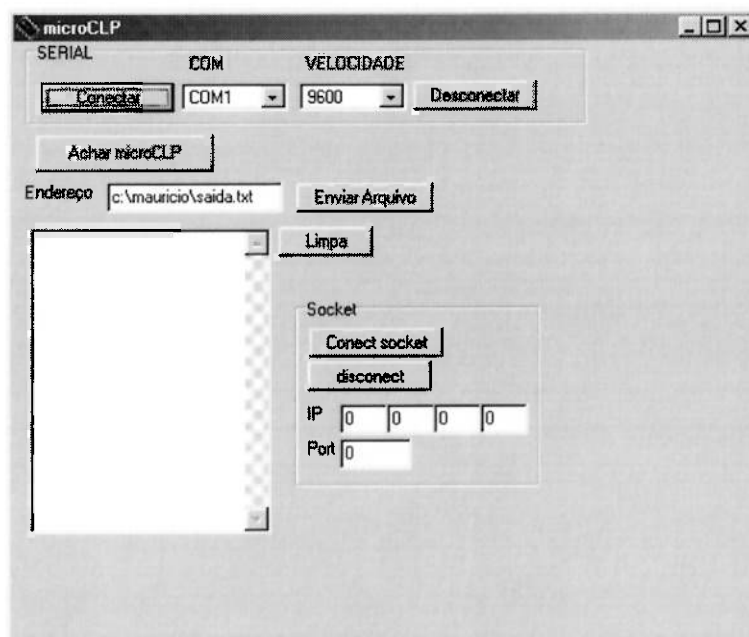 microCLP
SERIAL
COM VELOCIDADE
Conectar COM1 9600 Desconectar
Achar microCLP
Endereço c:\mauricio\saida.txt Enviar Arquivo
Limpa
Socket
Conect socket
disconect
IP 0 0 0 0
Port 0